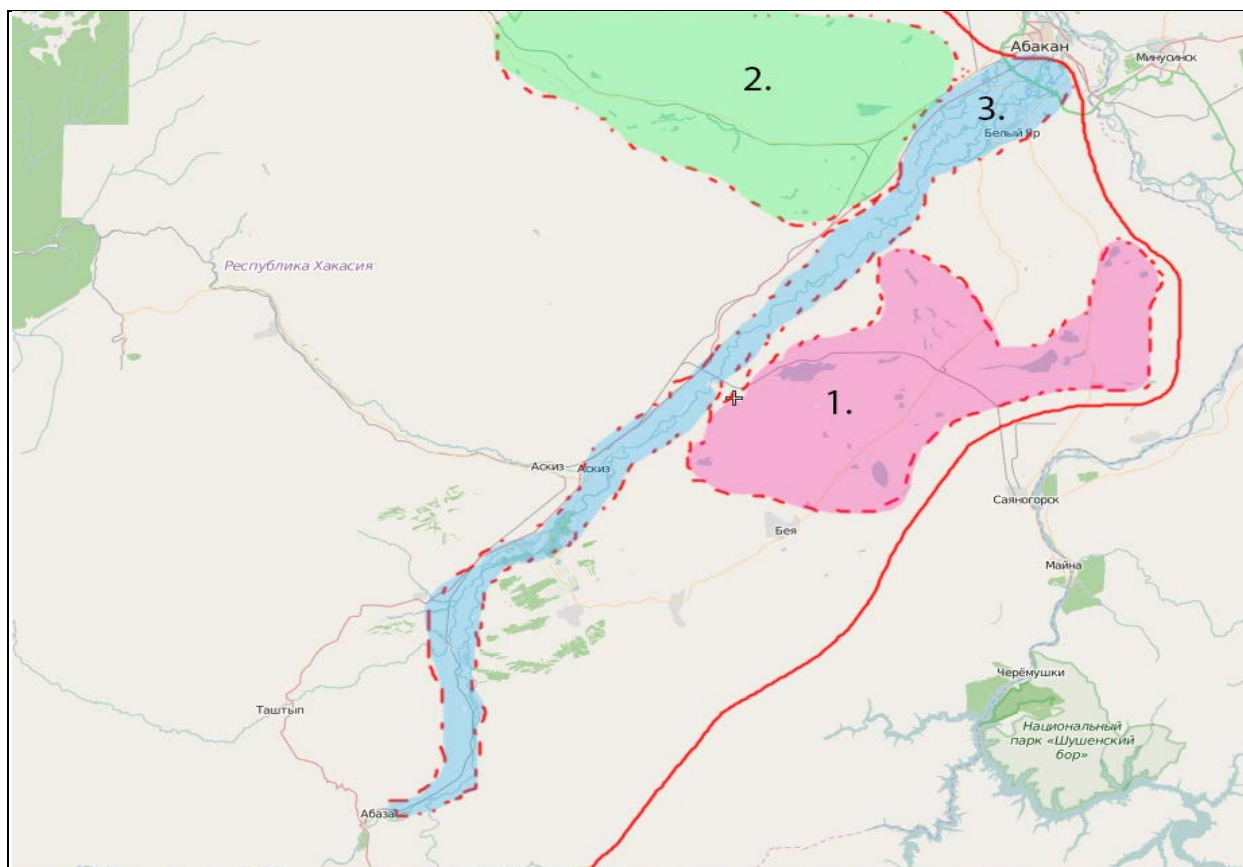 Абакан
Минусинск
2.
3.
Белый Яр
Республика Хакасия
1.
Аскиз
Аскиз
Саяногорск
Бея
Майна
Черёмушки
Таштып
Национальный
парк «Шушенский
бор»
Абаза